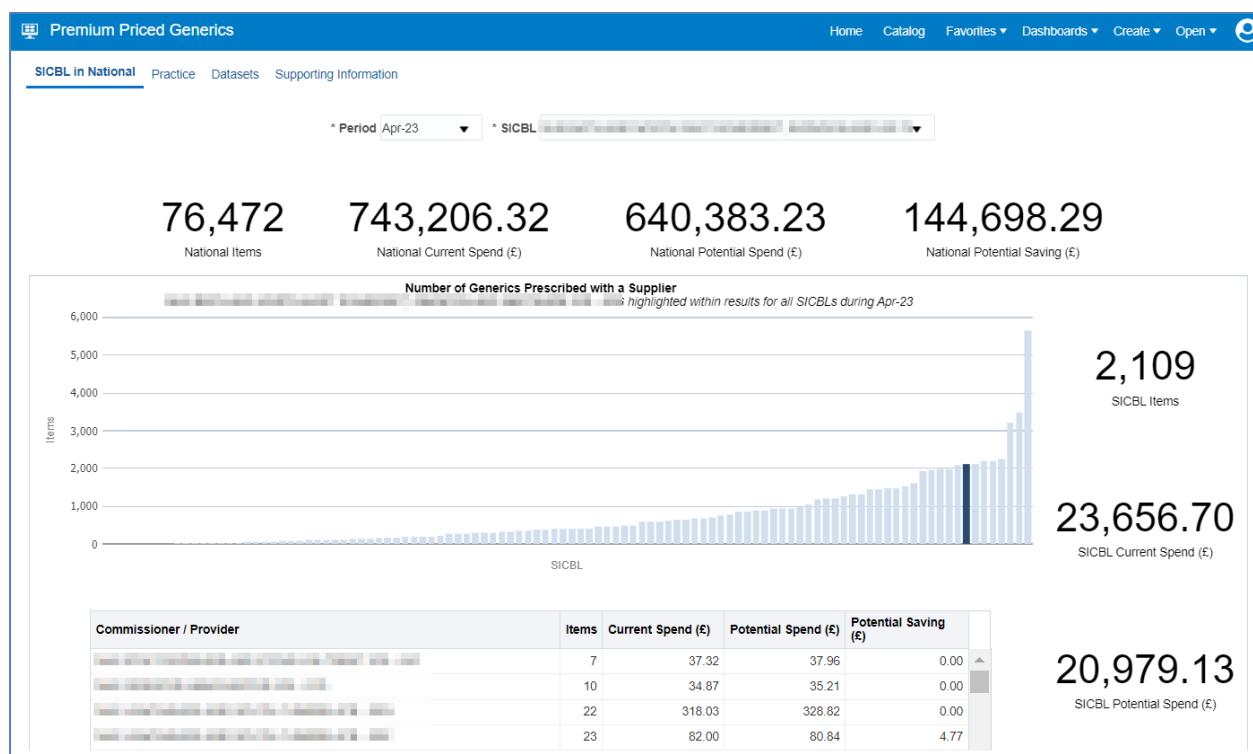 Premium Priced Generics
Home Catalog Favorites Dashboards Create Open
SICBL in National Practice Datasets Supporting Information
* Period Apr-23 * SICBL
76,472 743,206.32 640,383.23 144,698.29
National Items National Current Spend (£) National Potential Spend (£) National Potential Saving (£)
Number of Generics Prescribed with a Supplier
highlighted within results for all SICBLs during Apr-23
6,000
5,000
4,000
3,000
2,000
1,000
0
Items
SICBL
2,109
SICBL Items
23,656.70
SICBL Current Spend (£)
20,979.13
SICBL Potential Spend (£)
Commissioner / Provider Items Current Spend (£) Potential Spend (£) Potential Saving (£)
7 37.32 37.96 0.00
10 34.87 35.21 0.00
22 318.03 328.82 0.00
23 82.00 80.84 4.77